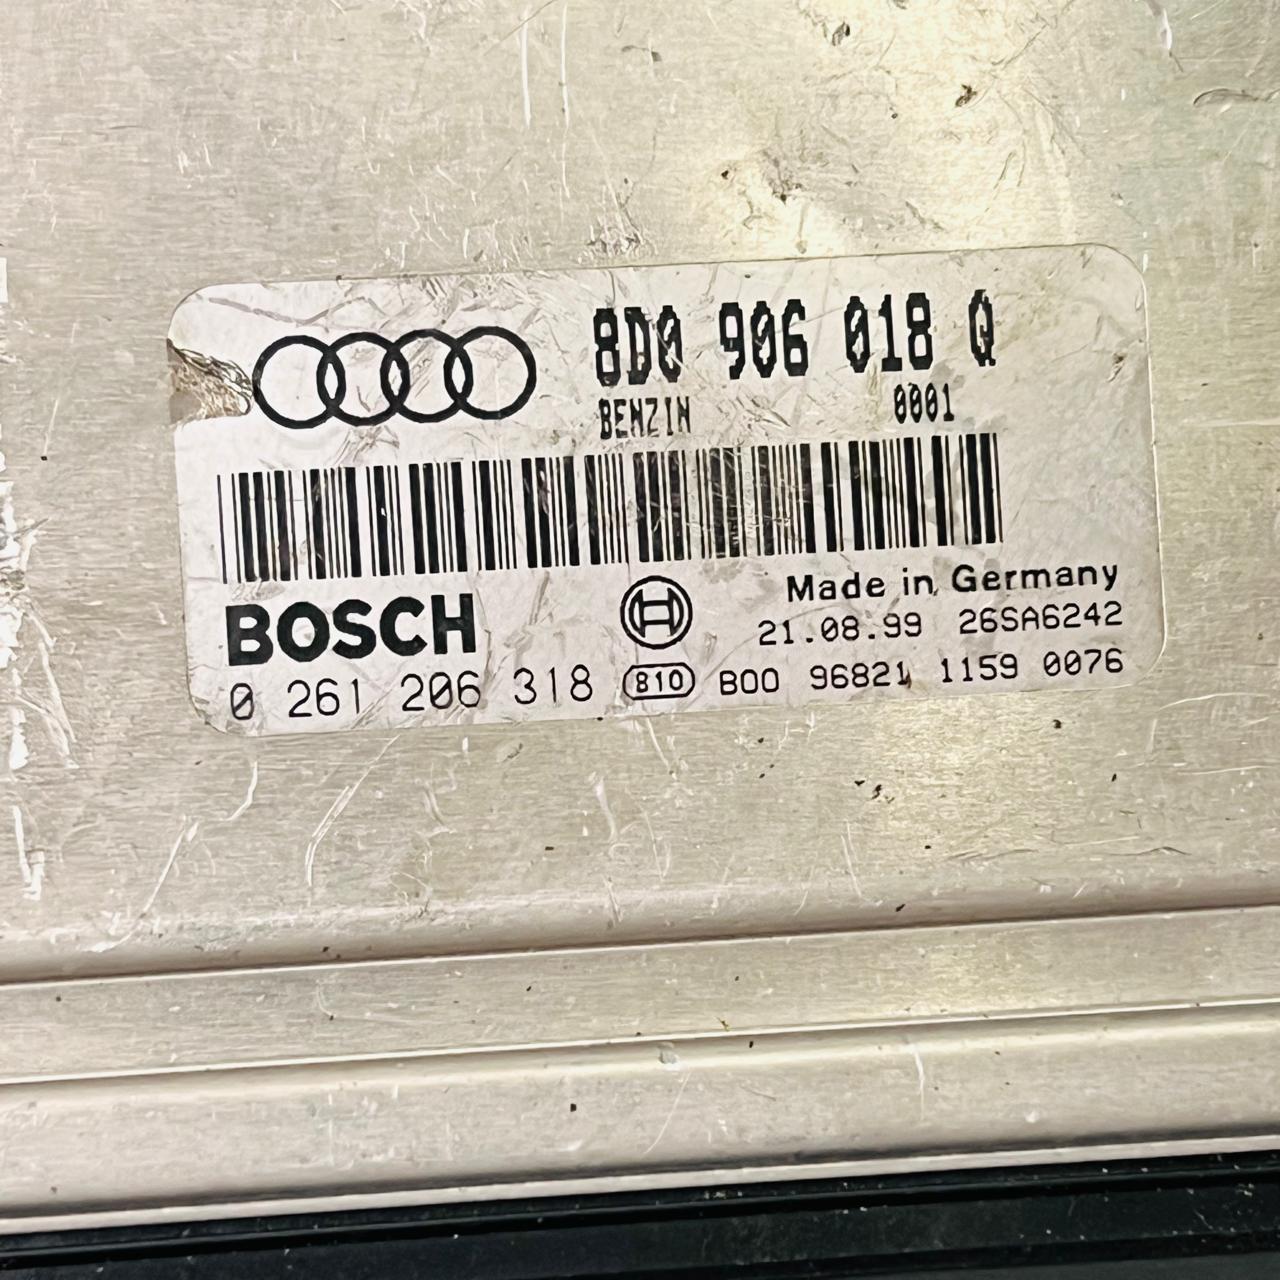 8D0 906 018 Q
BENZIN 0001
BOSCH
Made in Germany
21.08.99 26SA6242
0 261 206 318 810 B00 96821 1159 0076